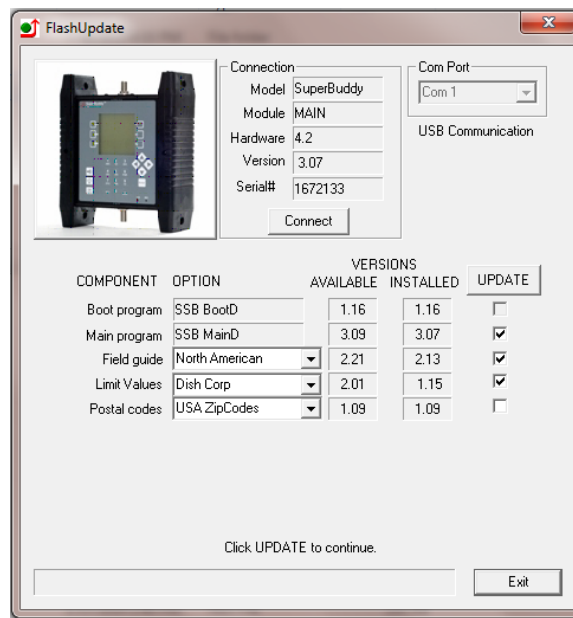 FlashUpdate
Connection
Model SuperBuddy
Module MAIN
Hardware 4.2
Version 3.07
Serial# 1672133
Connect
Com Port
Com 1
USB Communication
VERSIONS
COMPONENT OPTION AVAILABLE INSTALLED UPDATE
Boot program SSB BootD 1.16 1.16
Main program SSB MainD 3.09 3.07
Field guide North American 2.21 2.13
Limit Values Dish Corp 2.01 1.15
Postal codes USA ZipCodes 1.09 1.09
Click UPDATE to continue.
Exit